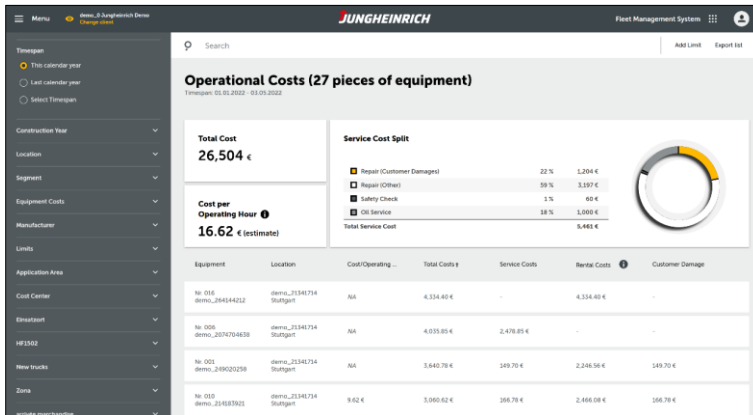 Menu
demo_0 Jungheinrich Demo
Change client
JUNGHEINRICH
Fleet Management System
Timespan
This calendar year
Last calendar year
Select Timespan
Construction Year
Location
Segment
Equipment Costs
Manufacturer
Limits
Application Area
Cost Center
Einsatzort
HF1502
New trucks
Zona
Search
Add Limit Export list
Operational Costs (27 pieces of equipment)
Timespan: 01.01.2022 - 03.05.2022
Total Cost
26,504 €
Cost per
Operating Hour
16.62 € (estimate)
Service Cost Split
Repair (Customer Damages) 22 % 1,204 €
Repair (Other) 59 % 3,197 €
Safety Check 1 % 60 €
Oil Service 18 % 1,000 €
Total Service Cost 5,461 €
Equipment Location Cost/Operating ... Total Costs Service Costs Rental Costs Customer Damage
Nr. 016 demo_21341714
demo_264144212 Stuttgart NA 4,334.40 € - 4,334.40 € -
Nr. 006 demo_21341714
demo_2074704638 Stuttgart NA 4,035.85 € 2,478.85 € - -
Nr. 001 demo_21341714
demo_249020258 Stuttgart NA 3,640.78 € 149.70 € 2,246.56 € 149.70 €
Nr. 010 demo_21341714
demo_214183921 Stuttgart 9.62 € 3,060.62 € 166.78 € 2,466.08 € 166.78 €